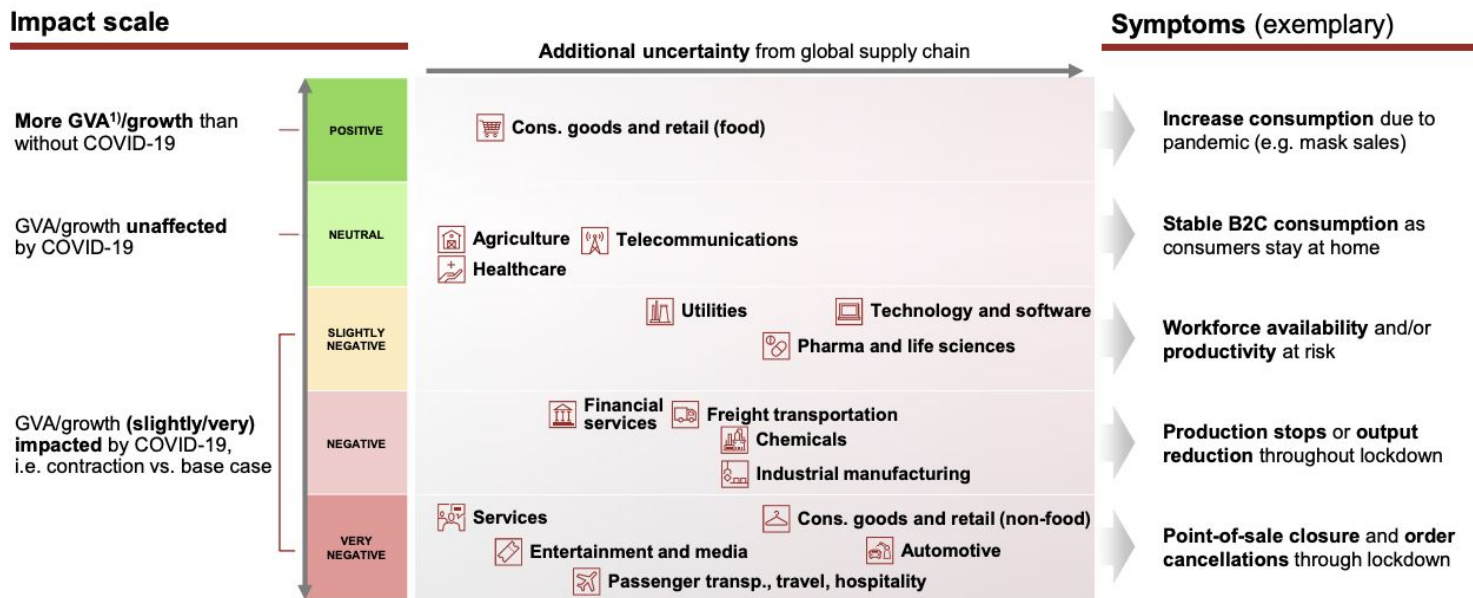 Impact scale
Symptoms (exemplary)
Additional uncertainty from global supply chain
More GVA¹⁾/growth than
without COVID-19
POSITIVE
Cons. goods and retail (food)
Increase consumption due to
pandemic (e.g. mask sales)
GVA/growth unaffected
by COVID-19
NEUTRAL
Agriculture
Telecommunications
Healthcare
Stable B2C consumption as
consumers stay at home
SLIGHTLY
NEGATIVE
Utilities
Technology and software
Pharma and life sciences
Workforce availability and/or
productivity at risk
GVA/growth (slightly/very)
impacted by COVID-19,
i.e. contraction vs. base case
NEGATIVE
Financial
services
Freight transportation
Chemicals
Industrial manufacturing
Production stops or output
reduction throughout lockdown
VERY
NEGATIVE
Services
Cons. goods and retail (non-food)
Entertainment and media
Automotive
Passenger transp., travel, hospitality
Point-of-sale closure and order
cancellations through lockdown